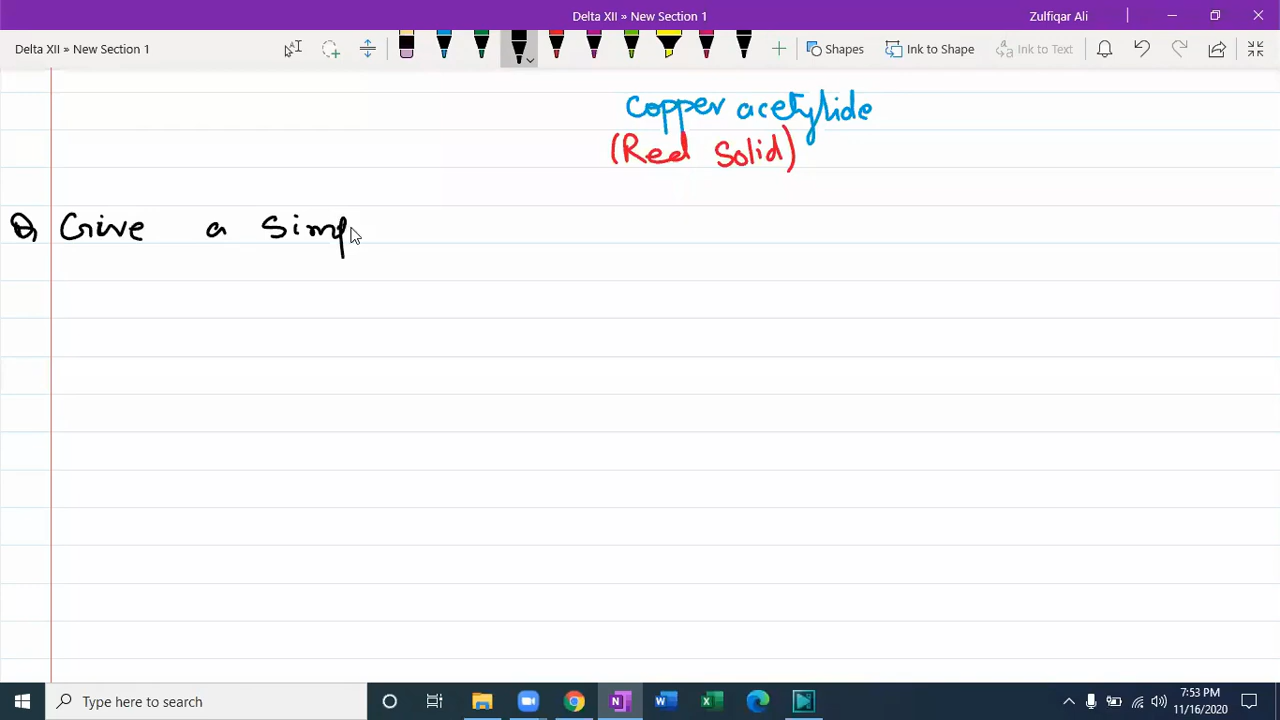 Delta XII » New Section 1
Zulfiqar Ali
Delta XII » New Section 1
Shapes
Ink to Shape
Ink to Text
Copper acetylide
(Red Solid)
Q Give a Simp
Type here to search
7:53 PM
11/16/2020